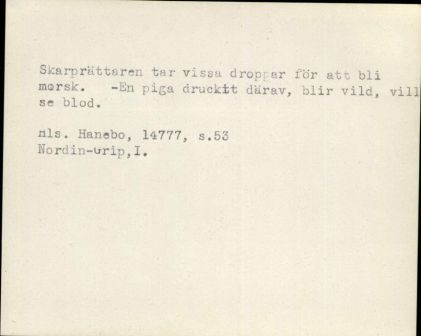 Skarprättaren tar vissa droppar för att bli
morsk. -En piga druckit därav, blir vild, vill
se blod.
Hls. Hanebo, 14777, s.53
Nordin-Grip,I.